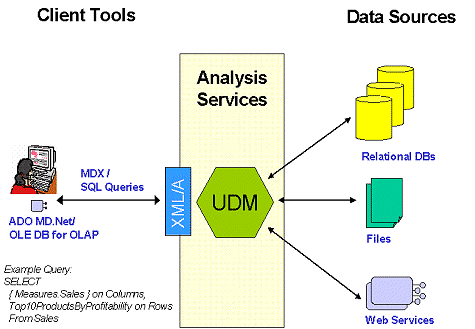 Client Tools
Data Sources
Analysis
Services
Relational DBs
MDX /
SQL Queries
XML/A
UDM
ADO MD.Net/
OLE DB for OLAP
Files
Example Query:
SELECT
{ Measures.Sales } on Columns,
Top10ProductsByProfitability on Rows
From Sales
Web Services